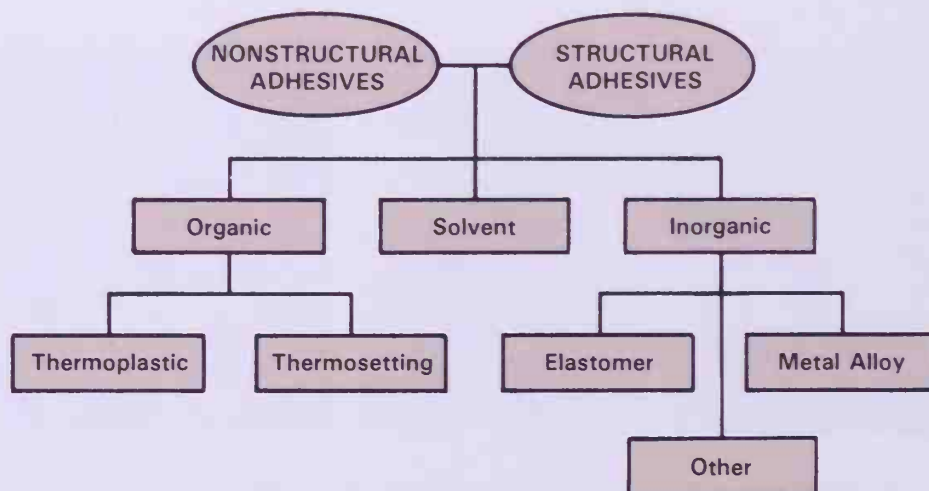 NONSTRUCTURAL
ADHESIVES
STRUCTURAL
ADHESIVES
Organic
Solvent
Inorganic
Thermoplastic
Thermosetting
Elastomer
Metal Alloy
Other